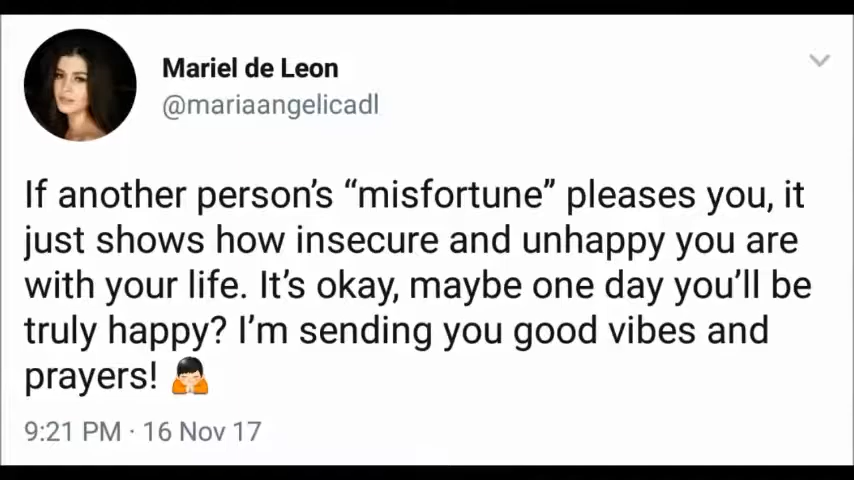 Mariel de Leon
@mariaangelicadl
If another person’s “misfortune” pleases you, it
just shows how insecure and unhappy you are
with your life. It’s okay, maybe one day you’ll be
truly happy? I’m sending you good vibes and
prayers! 🙏🏻
9:21 PM · 16 Nov 17